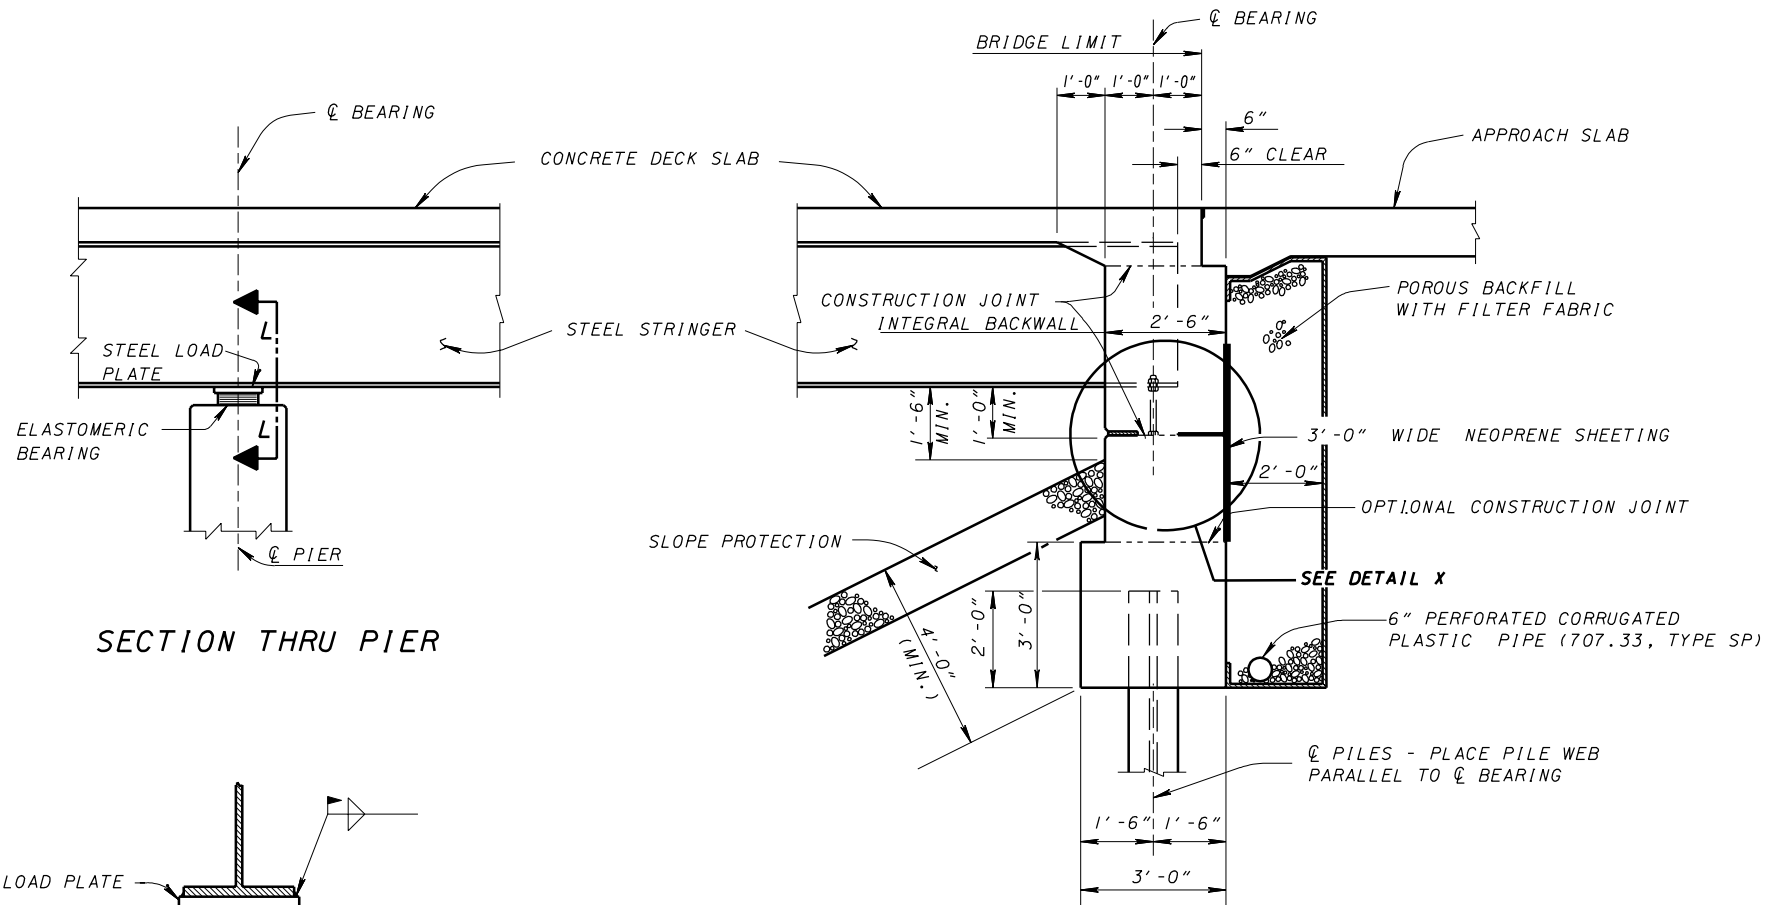 ℄ BEARING
BRIDGE LIMIT
1'-0" 1'-0" 1'-0"
℄ BEARING
6"
APPROACH SLAB
CONCRETE DECK SLAB
6" CLEAR
CONSTRUCTION JOINT
POROUS BACKFILL
WITH FILTER FABRIC
INTEGRAL BACKWALL
2'-6"
L
STEEL STRINGER
STEEL LOAD
PLATE
1'-6"
MIN.
1'-0"
MIN.
ELASTOMERIC
BEARING
L
3'-0" WIDE NEOPRENE SHEETING
2'-0"
OPTIONAL CONSTRUCTION JOINT
SLOPE PROTECTION
℄ PIER
SEE DETAIL X
2'-0"
3'-0"
6" PERFORATED CORRUGATED
PLASTIC PIPE (707.33, TYPE SP)
SECTION THRU PIER
4'-0"
(MIN.)
℄ PILES - PLACE PILE WEB
PARALLEL TO ℄ BEARING
1'-6" 1'-6"
LOAD PLATE
3'-0"